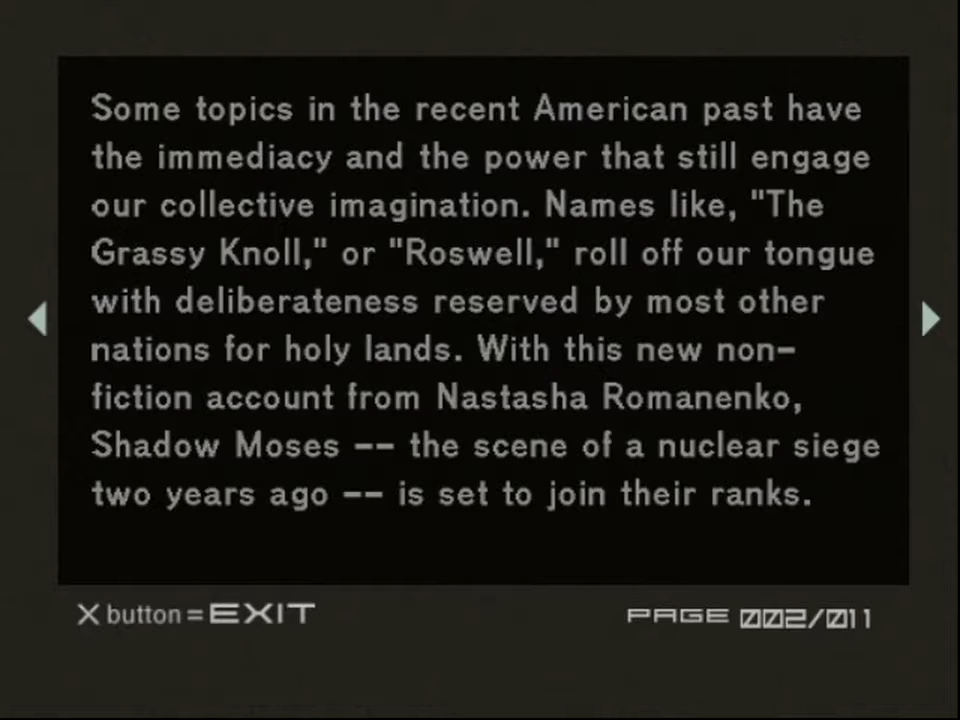 Some topics in the recent American past have
the immediacy and the power that still engage
our collective imagination. Names like, "The
Grassy Knoll," or "Roswell," roll off our tongue
with deliberateness reserved by most other
nations for holy lands. With this new non-
fiction account from Nastasha Romanenko,
Shadow Moses -- the scene of a nuclear siege
two years ago -- is set to join their ranks.
X button=EXIT
PAGE 002/011